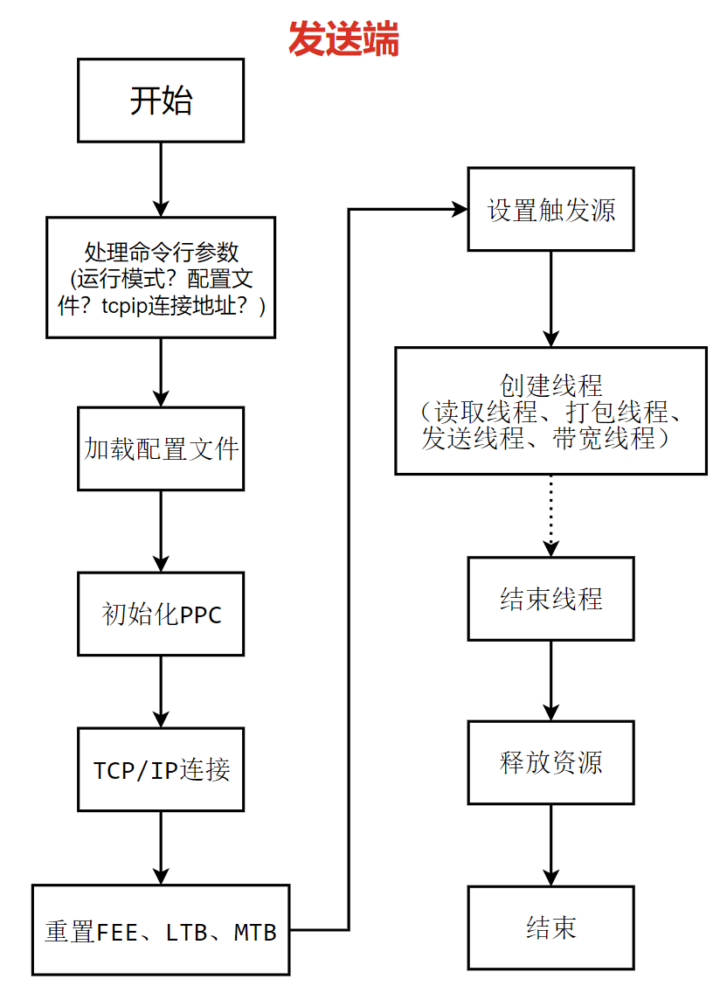 发送端
开始
处理命令行参数
(运行模式？配置文
件？tcpip连接地址？)
加载配置文件
初始化PPC
TCP/IP连接
重置FEE、LTB、MTB
设置触发源
创建线程
（读取线程、打包线程、
发送线程、带宽线程）
结束线程
释放资源
结束